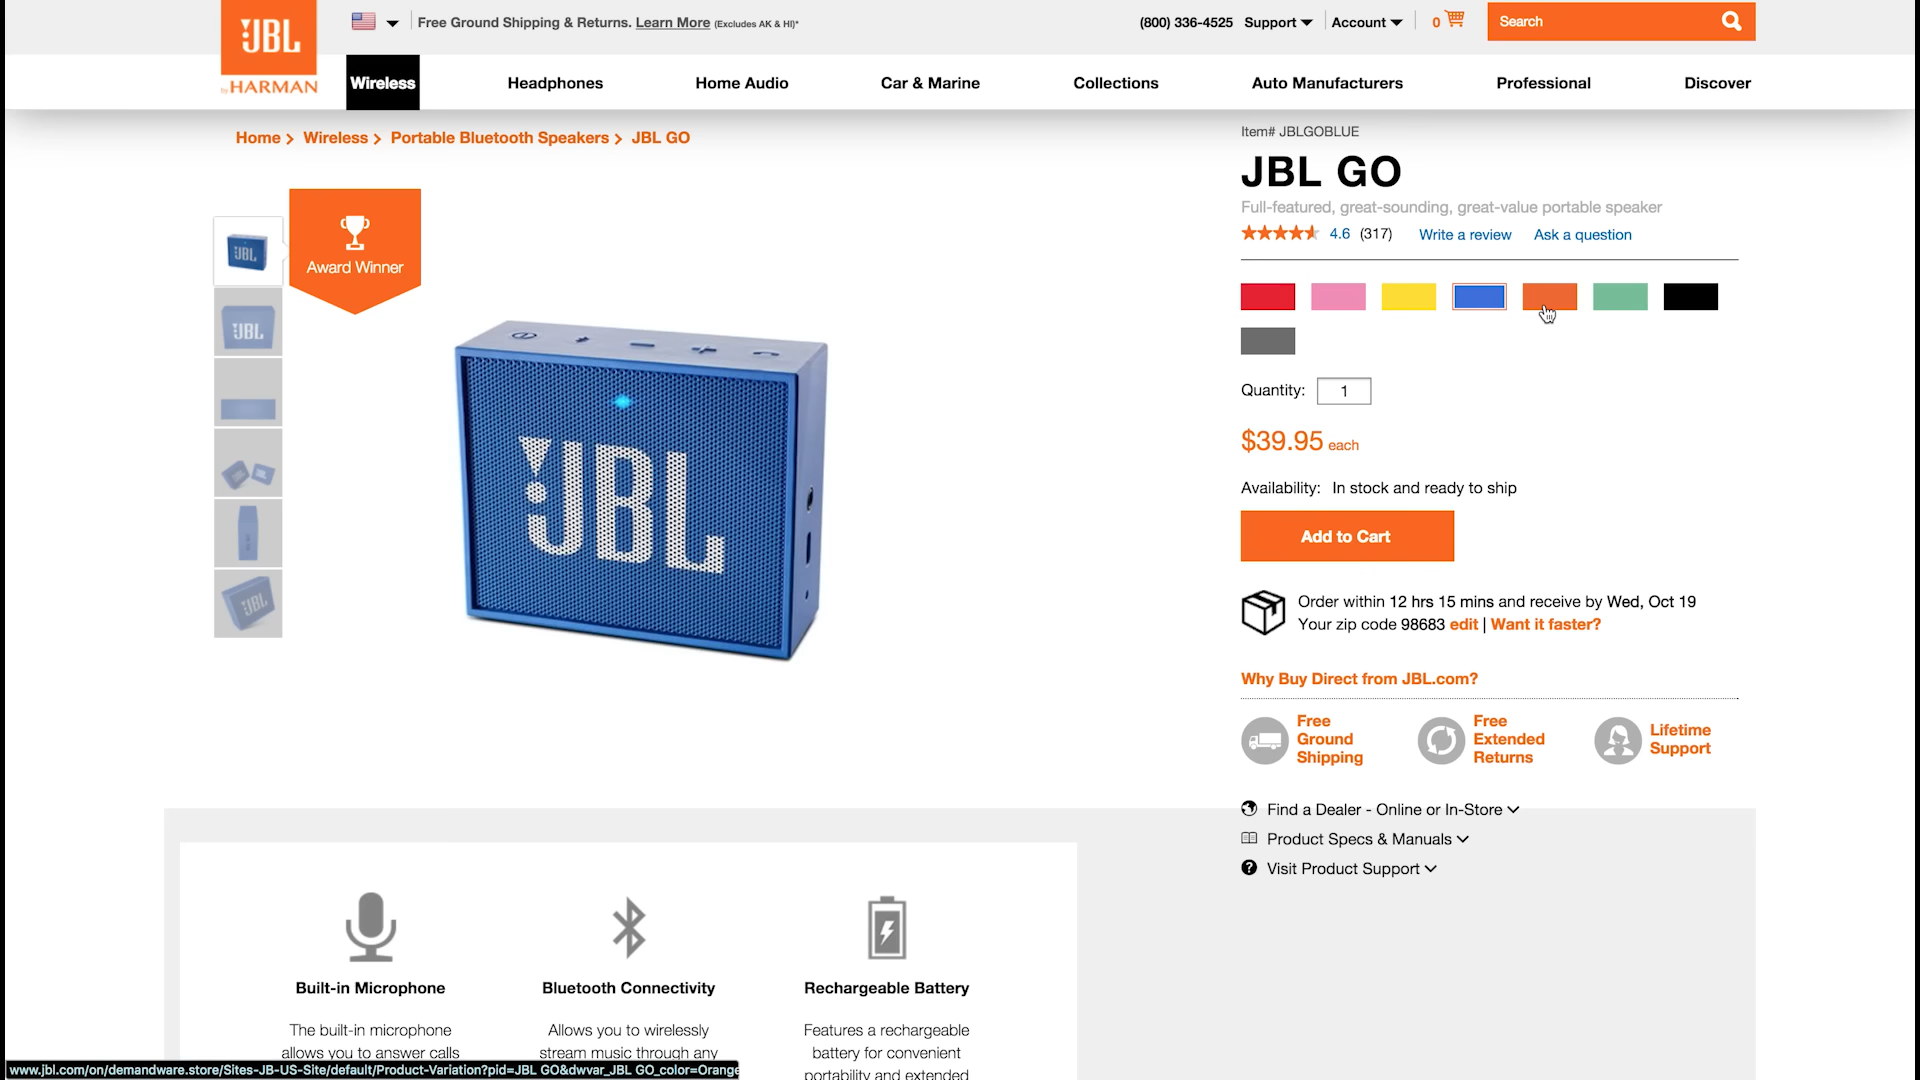 JBL
by HARMAN
Free Ground Shipping & Returns. Learn More (Excludes AK & HI)*
(800) 336-4525 Support Account 0 Search
Wireless Headphones Home Audio Car & Marine Collections Auto Manufacturers Professional Discover
Home > Wireless > Portable Bluetooth Speakers > JBL GO
Item# JBLGOBLUE
JBL GO
Full-featured, great-sounding, great-value portable speaker
4.6 (317) Write a review Ask a question
Award Winner
JBL
JBL
JBL
JBL
Quantity: 1
$39.95 each
Availability: In stock and ready to ship
Add to Cart
Order within 12 hrs 15 mins and receive by Wed, Oct 19
Your zip code 98683 edit | Want it faster?
Why Buy Direct from JBL.com?
Free
Ground
Shipping
Free
Extended
Returns
Lifetime
Support
Find a Dealer - Online or In-Store
Product Specs & Manuals
Visit Product Support
Built-in Microphone
The built-in microphone
allows you to answer calls
Bluetooth Connectivity
Allows you to wirelessly
stream music through any
Rechargeable Battery
Features a rechargeable
battery for convenient
portability and extended
www.jbl.com/on/demandware.store/Sites-JB-US-Site/default/Product-Variation?pid=JBL GO&dwvar_JBL GO_color=Orange